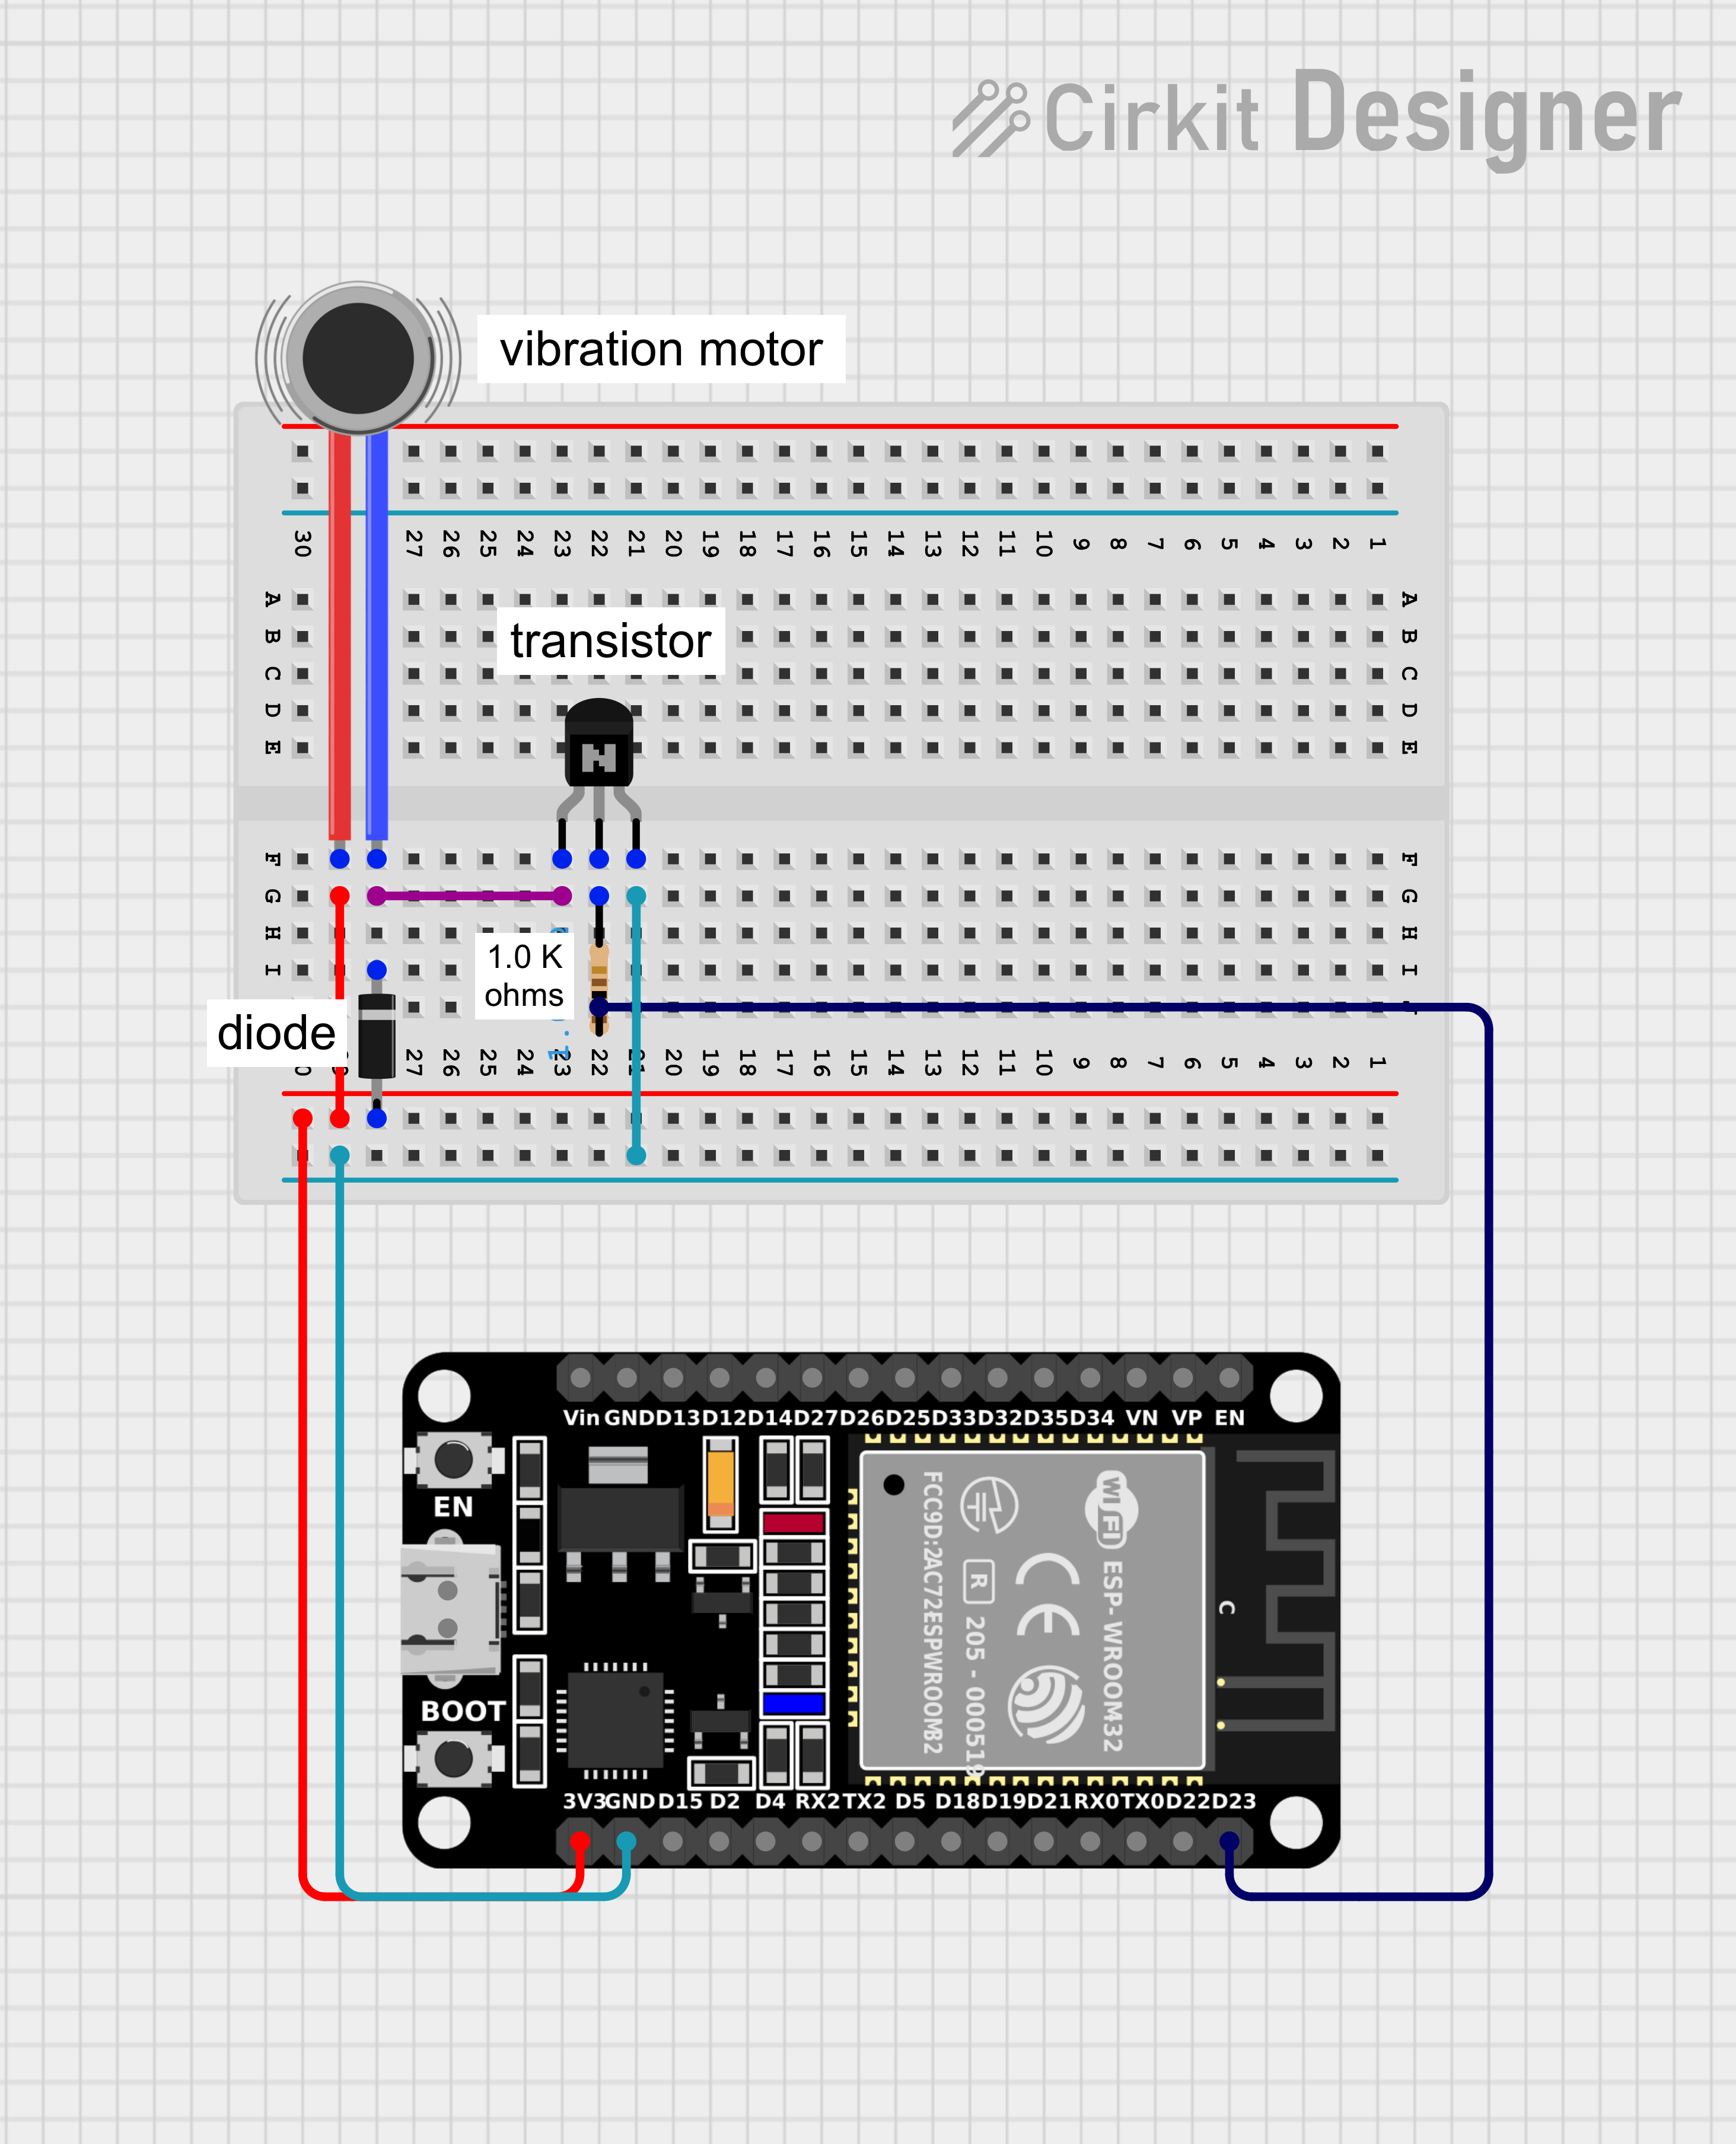 Cirkit Designer
vibration motor
30 27 26 25 24 23 22 21 20 19 18 17 16 15 14 13 12 11 10 9 8 7 6 5 4 3 2 1
A A
B B
transistor
C C
D D
E E
N
F F
G G
H H
I I
1.0 K
ohms
diode
27 26 25 24 23 22 20 19 18 17 16 15 14 13 12 11 10 9 8 7 6 5 4 3 2 1
Vin GND D13 D12 D14 D27 D26 D25 D33 D32 D35 D34 VN VP EN
EN
BOOT
FCC9D:2AC72ESPWROOMB2
R
205 - 000519
CE
WiFi
ESP-WROOM32
C
3V3 GND D15 D2 D4 RX2 TX2 D5 D18 D19 D21 RX0 TX0 D22 D23